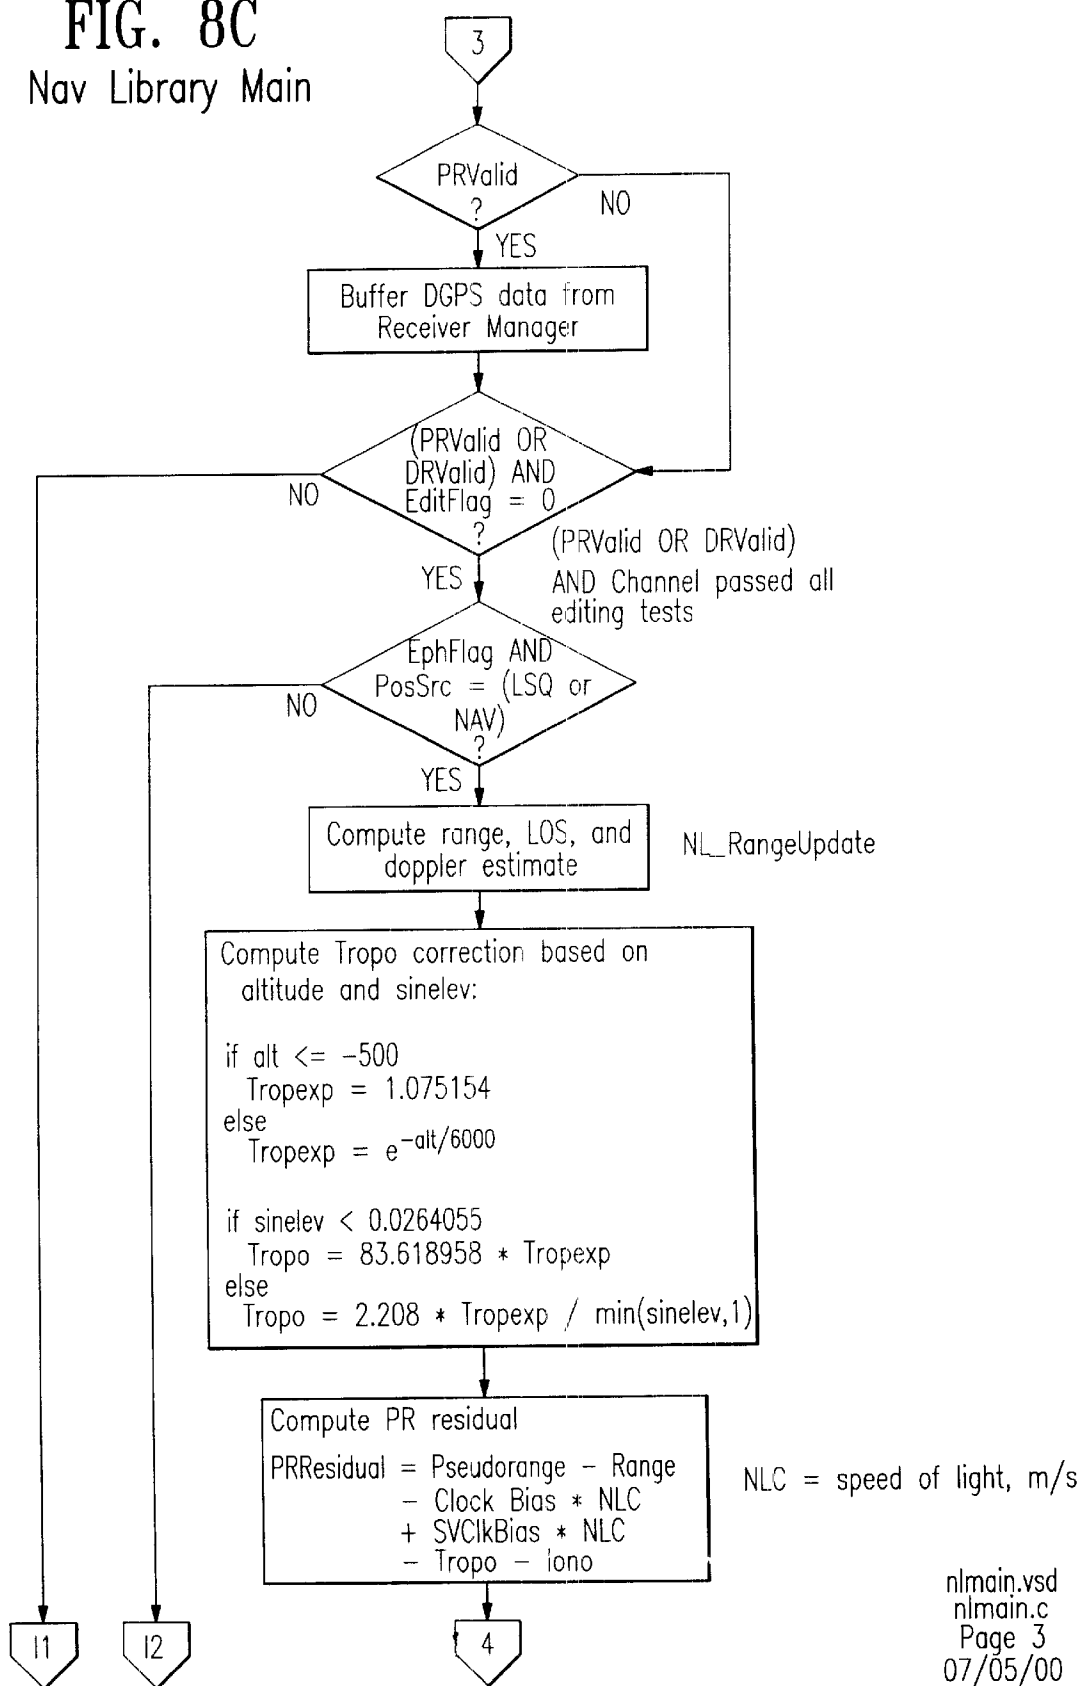 FIG. 8C
Nav Library Main
3
PRValid
?
NO
YES
Buffer DGPS data from
Receiver Manager
(PRValid OR
DRValid) AND
EditFlag = 0
?
NO
YES
(PRValid OR DRValid)
AND Channel passed all
editing tests
EphFlag AND
PosSrc = (LSQ or
NAV)
?
NO
YES
Compute range, LOS, and
doppler estimate
NL_RangeUpdate
Compute Tropo correction based on
altitude and sinelev:
if alt <= -500
Tropexp = 1.075154
else
Tropexp = e^-alt/6000
if sinelev < 0.0264055
Tropo = 83.618958 * Tropexp
else
Tropo = 2.208 * Tropexp / min(sinelev,1)
Compute PR residual
PRResidual = Pseudorange - Range
- Clock Bias * NLC
+ SVClkBias * NLC
- Tropo - Iono
NLC = speed of light, m/s
I1
I2
4
nlmain.vsd
nlmain.c
Page 3
07/05/00